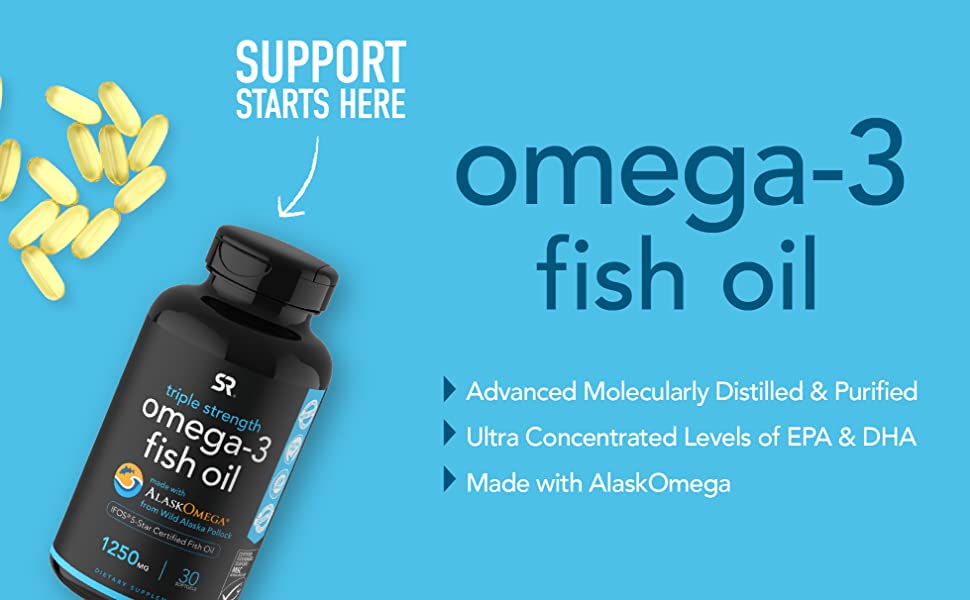 SUPPORT
STARTS HERE
omega-3
fish oil
Advanced Molecularly Distilled & Purified
Ultra Concentrated Levels of EPA & DHA
Made with AlaskOmega
SR
triple strength
omega-3
fish oil
made with
ALASKOMEGA®
from Wild Alaska Pollock
IFOS® 5-Star Certified Fish Oil
1250MG
30
SOFTGELS
DIETARY SUPPLEM